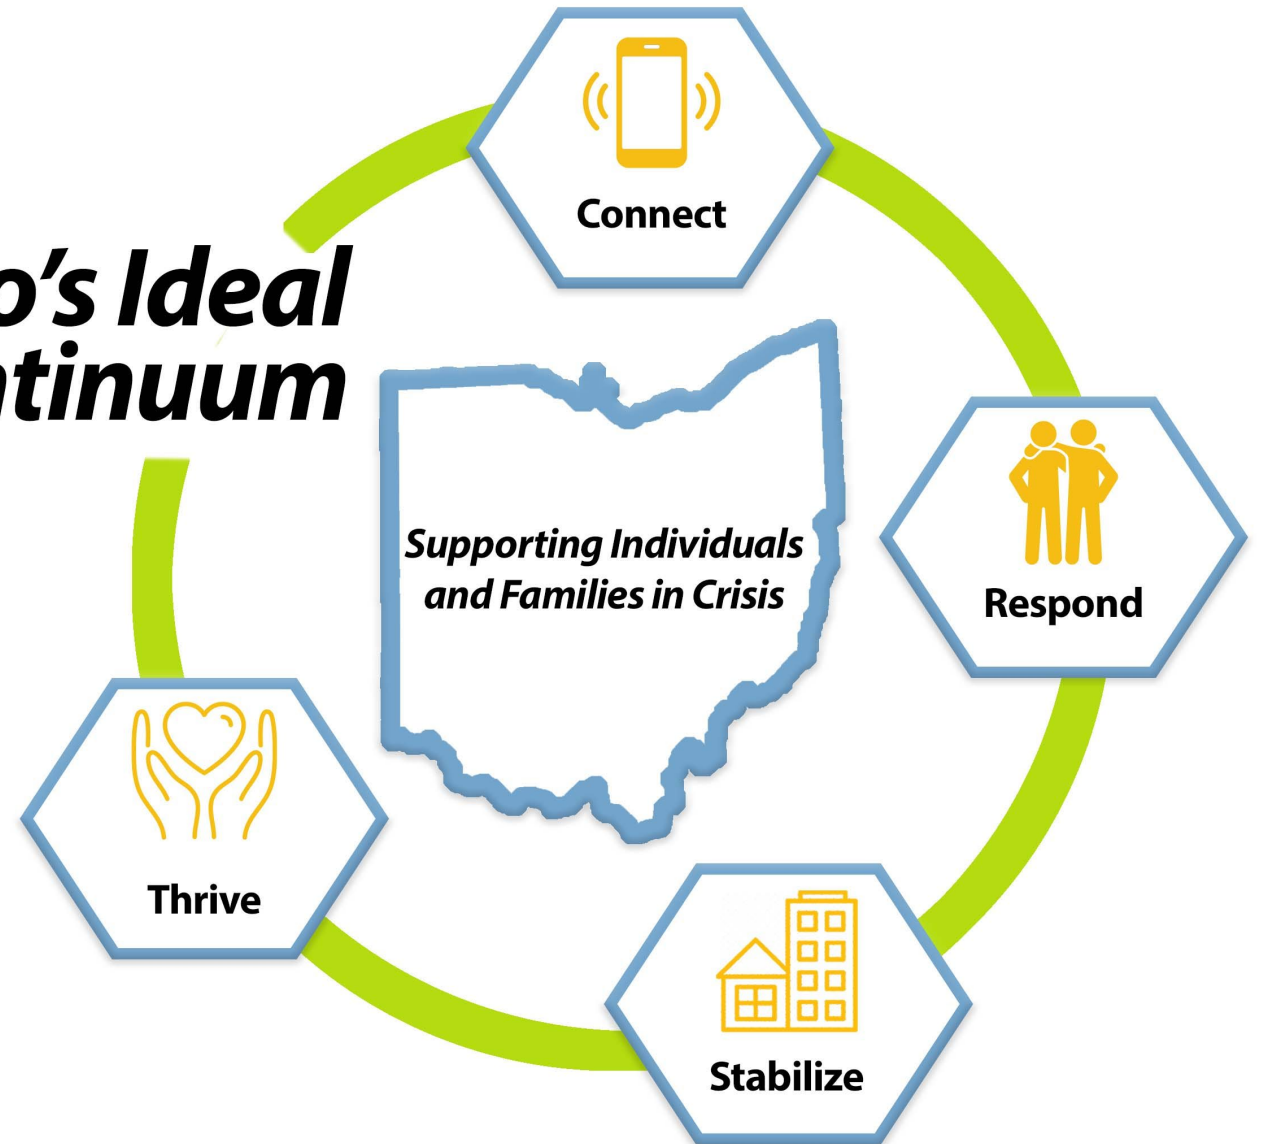 Connect
o's Ideal
ntinuum
Supporting Individuals
and Families in Crisis
Respond
Thrive
Stabilize